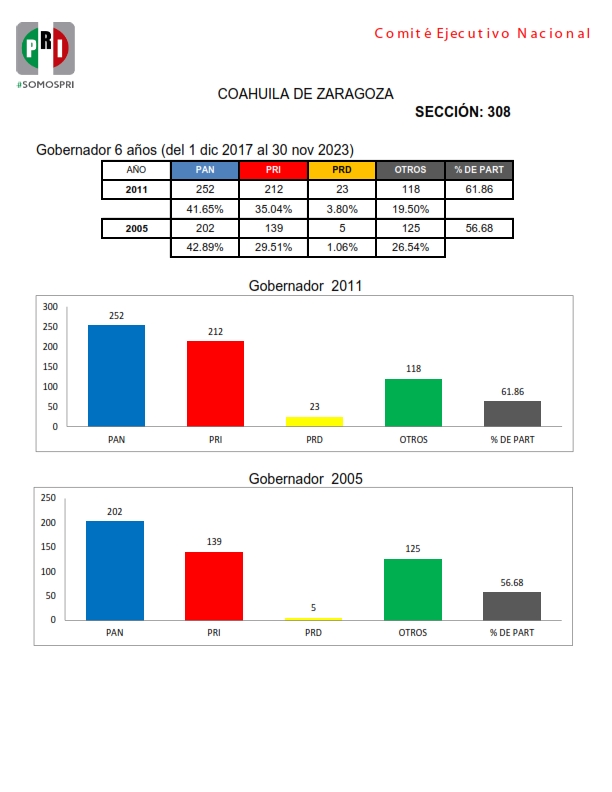 PRI
#SOMOSPRI
Comité Ejecutivo Nacional
COAHUILA DE ZARAGOZA
SECCIÓN: 308
Gobernador 6 años (del 1 dic 2017 al 30 nov 2023)
AÑO PAN PRI PRD OTROS % DE PART
2011 252 212 23 118 61.86
41.65% 35.04% 3.80% 19.50%
2005 202 139 5 125 56.68
42.89% 29.51% 1.06% 26.54%
Gobernador 2011
300
250
200
150
100
50
0
252
212
23
118
61.86
PAN PRI PRD OTROS % DE PART
Gobernador 2005
250
200
150
100
50
0
202
139
5
125
56.68
PAN PRI PRD OTROS % DE PART